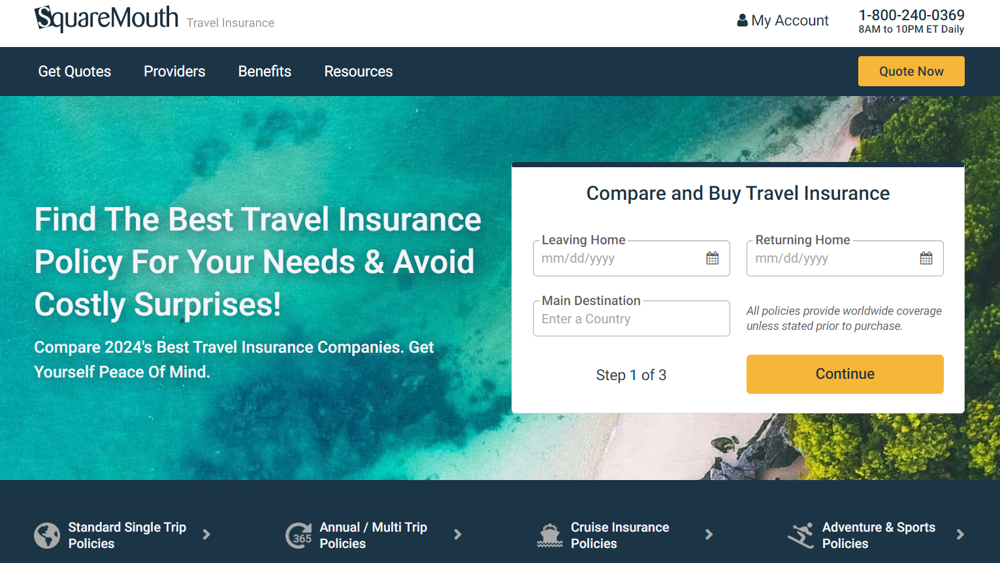 SquareMouth Travel Insurance
My Account
1-800-240-0369
8AM to 10PM ET Daily
Get Quotes Providers Benefits Resources
Quote Now
Find The Best Travel Insurance
Policy For Your Needs & Avoid
Costly Surprises!
Compare 2024's Best Travel Insurance Companies. Get
Yourself Peace Of Mind.
Compare and Buy Travel Insurance
Leaving Home
mm/dd/yyyy
Returning Home
mm/dd/yyyy
Main Destination
Enter a Country
All policies provide worldwide coverage
unless stated prior to purchase.
Step 1 of 3
Continue
Standard Single Trip
Policies
365
Annual / Multi Trip
Policies
Cruise Insurance
Policies
Adventure & Sports
Policies